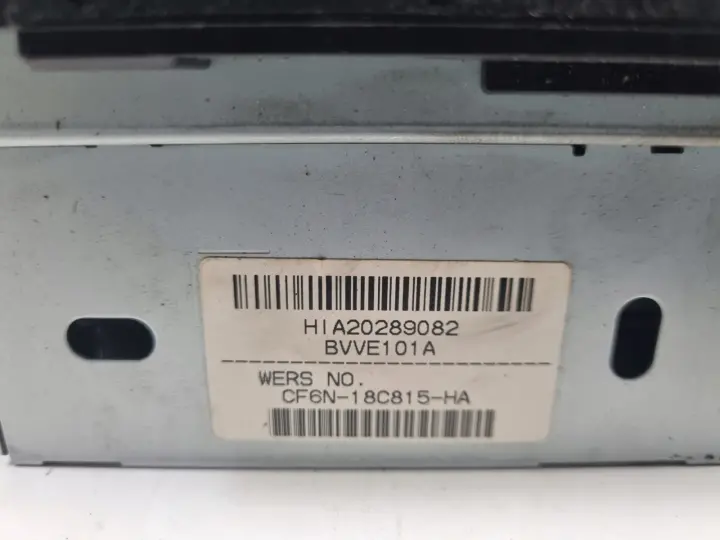 HIA20289082
BVVE101A
WERS NO.
CF6N-18C815-HA